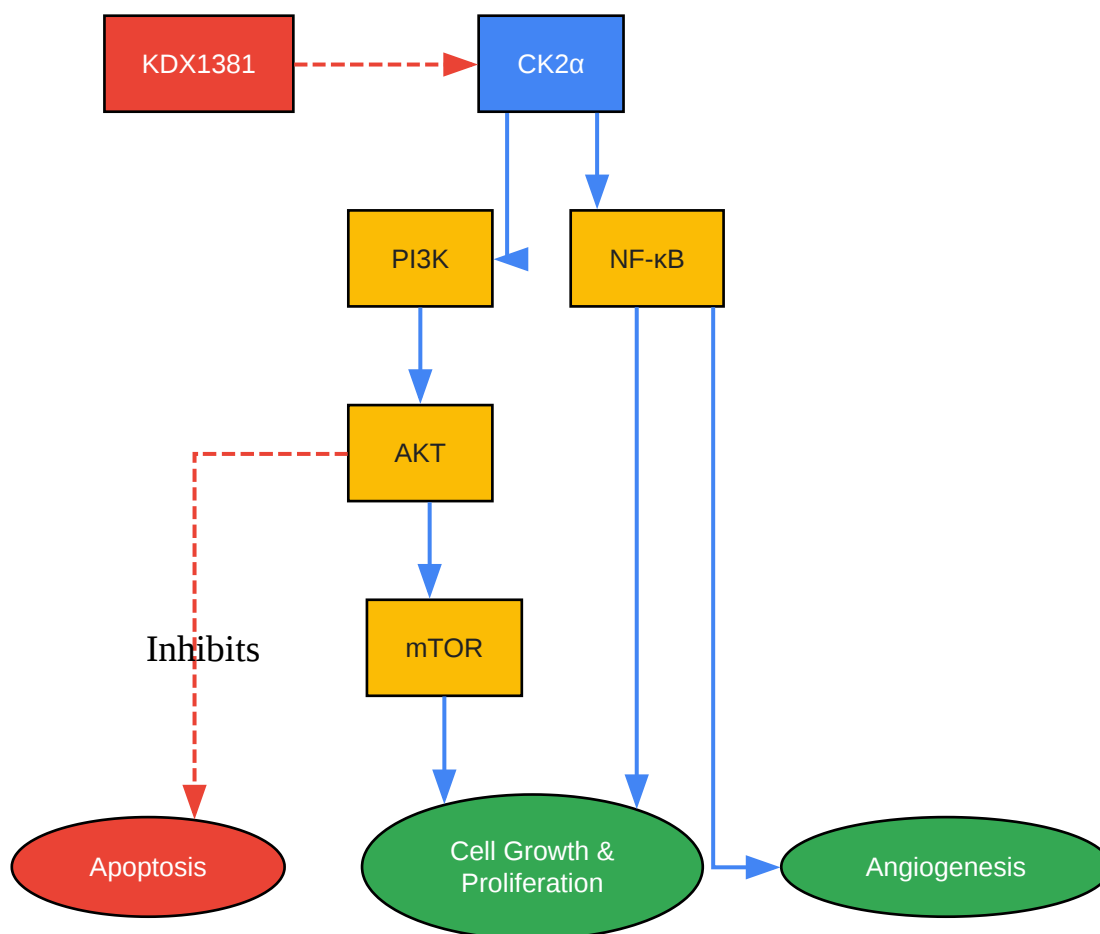 KDX1381
CK2α
PI3K
NF-κB
AKT
Inhibits
mTOR
Apoptosis
Cell Growth &
Proliferation
Angiogenesis